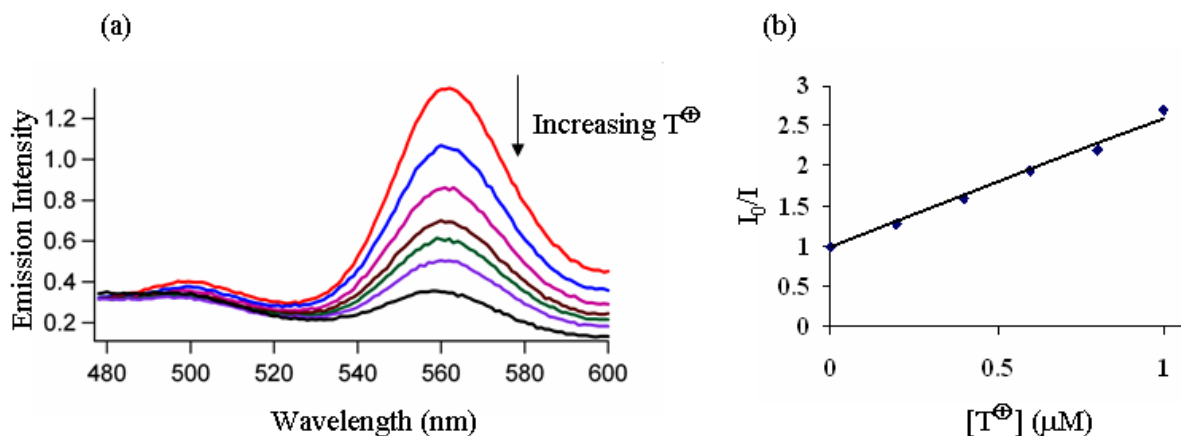 (a)
Emission Intensity
1.2
1.0
0.8
0.6
0.4
0.2
Increasing T⊕
480 500 520 540 560 580 600
Wavelength (nm)
(b)
I₀/I
3
2.5
2
1.5
1
0.5
0
0 0.5 1
[T⊕] (μM)